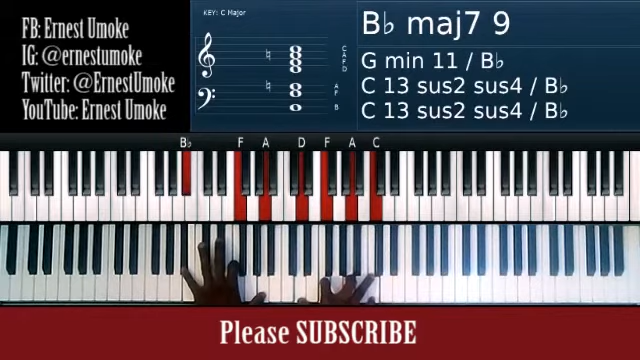 FB: Ernest Umoke
IG: @ernestumoke
Twitter: @ErnestUmoke
YouTube: Ernest Umoke
KEY: C Major
C
A
F
D
A
F
B
B♭ maj7 9
G min 11 / B♭
C 13 sus2 sus4 / B♭
C 13 sus2 sus4 / B♭
B♭ F A D F A C
Please SUBSCRIBE